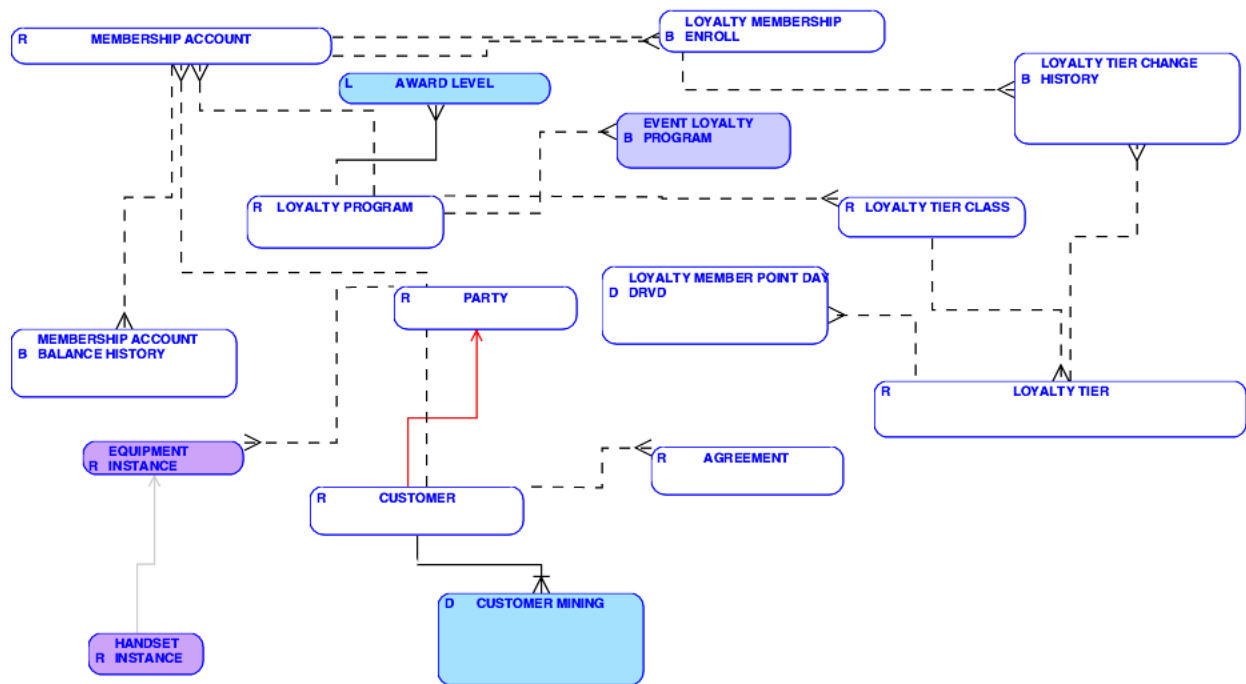 R MEMBERSHIP ACCOUNT
LOYALTY MEMBERSHIP
B ENROLL
LOYALTY TIER CHANGE
B HISTORY
L AWARD LEVEL
EVENT LOYALTY
B PROGRAM
R LOYALTY PROGRAM
R LOYALTY TIER CLASS
LOYALTY MEMBER POINT DAY
D DRVD
R PARTY
MEMBERSHIP ACCOUNT
B BALANCE HISTORY
R LOYALTY TIER
EQUIPMENT
R INSTANCE
R AGREEMENT
R CUSTOMER
D CUSTOMER MINING
HANDSET
R INSTANCE